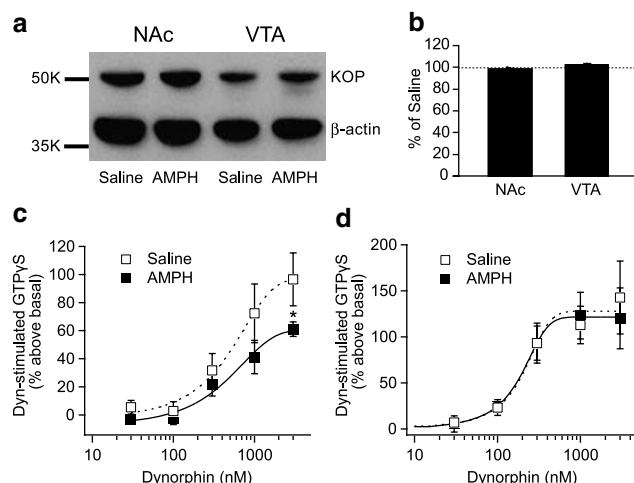 a
NAc VTA
50K KOP
β-actin
35K
Saline AMPH Saline AMPH
b
% of Saline
120
100
80
60
40
20
0
NAc VTA
c
Dyn-stimulated GTPγS
(% above basal)
120
100
80
60
40
20
0
Saline
AMPH
*
10 100 1000
Dynorphin (nM)
d
Dyn-stimulated GTPγS
(% above basal)
200
150
100
50
0
Saline
AMPH
10 100 1000
Dynorphin (nM)